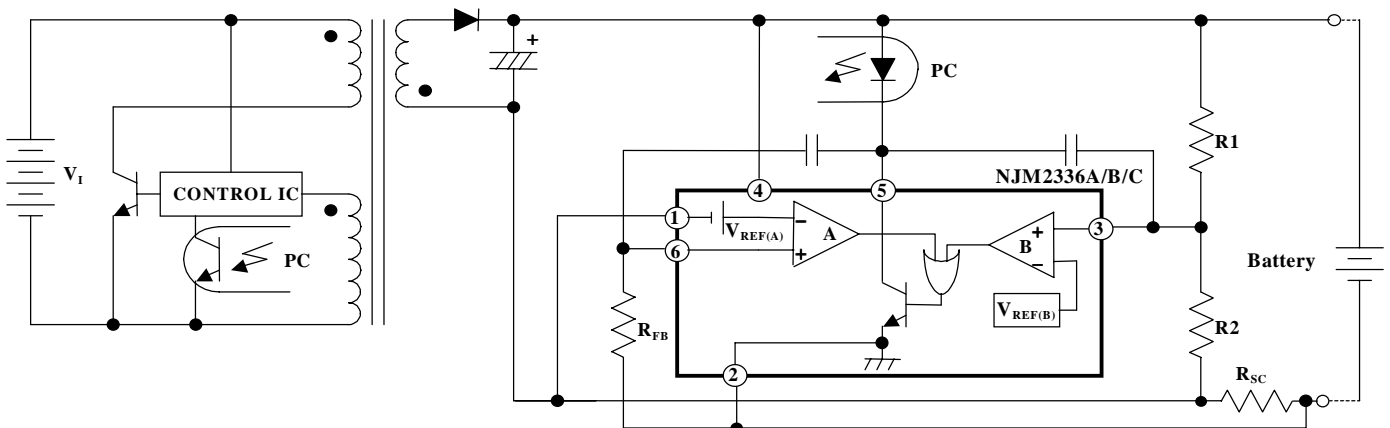 +
PC
R1
NJM2336A/B/C
V_I
CONTROL IC
4
5
1
V_REF(A)
−
A
+
B
3
6
+
−
PC
Battery
V_REF(B)
R_FB
R2
2
R_SC